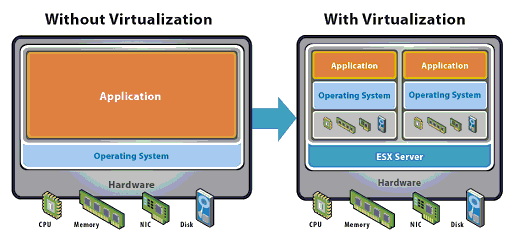 Without Virtualization
Application
Operating System
Hardware
CPU Memory NIC Disk
With Virtualization
Application Application
Operating System Operating System
ESX Server
Hardware
CPU Memory NIC Disk